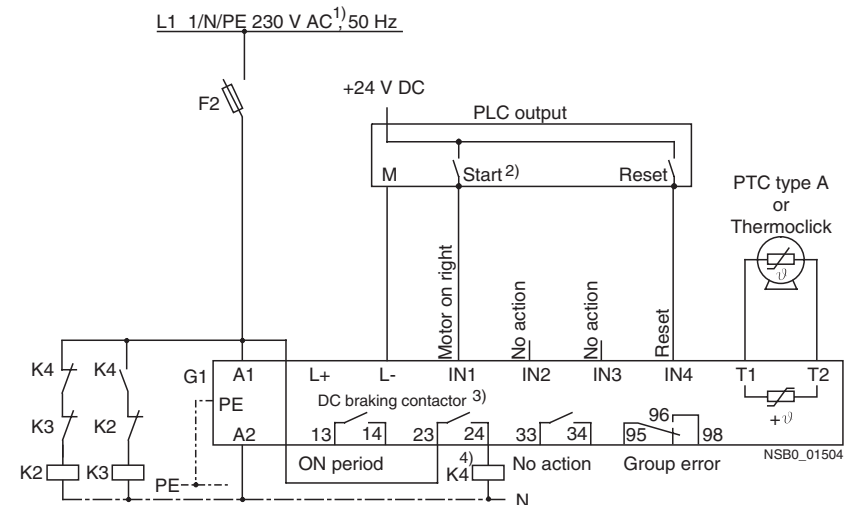 L1 1/N/PE 230 V AC1), 50 Hz
+24 V DC
F2
PLC output
M
Start 2)
Reset
PTC type A
or
Thermoclick
ϑ
Motor on right
No action
No action
Reset
K4
K4
G1
A1
L+
L-
IN1
IN2
IN3
IN4
T1
T2
PE
DC braking contactor 3)
96
+ϑ
K3
K2
A2
13
14
23
24
33
34
95
98
NSB0_01504
4)
ON period
K4
No action
Group error
K2
K3
PE
N